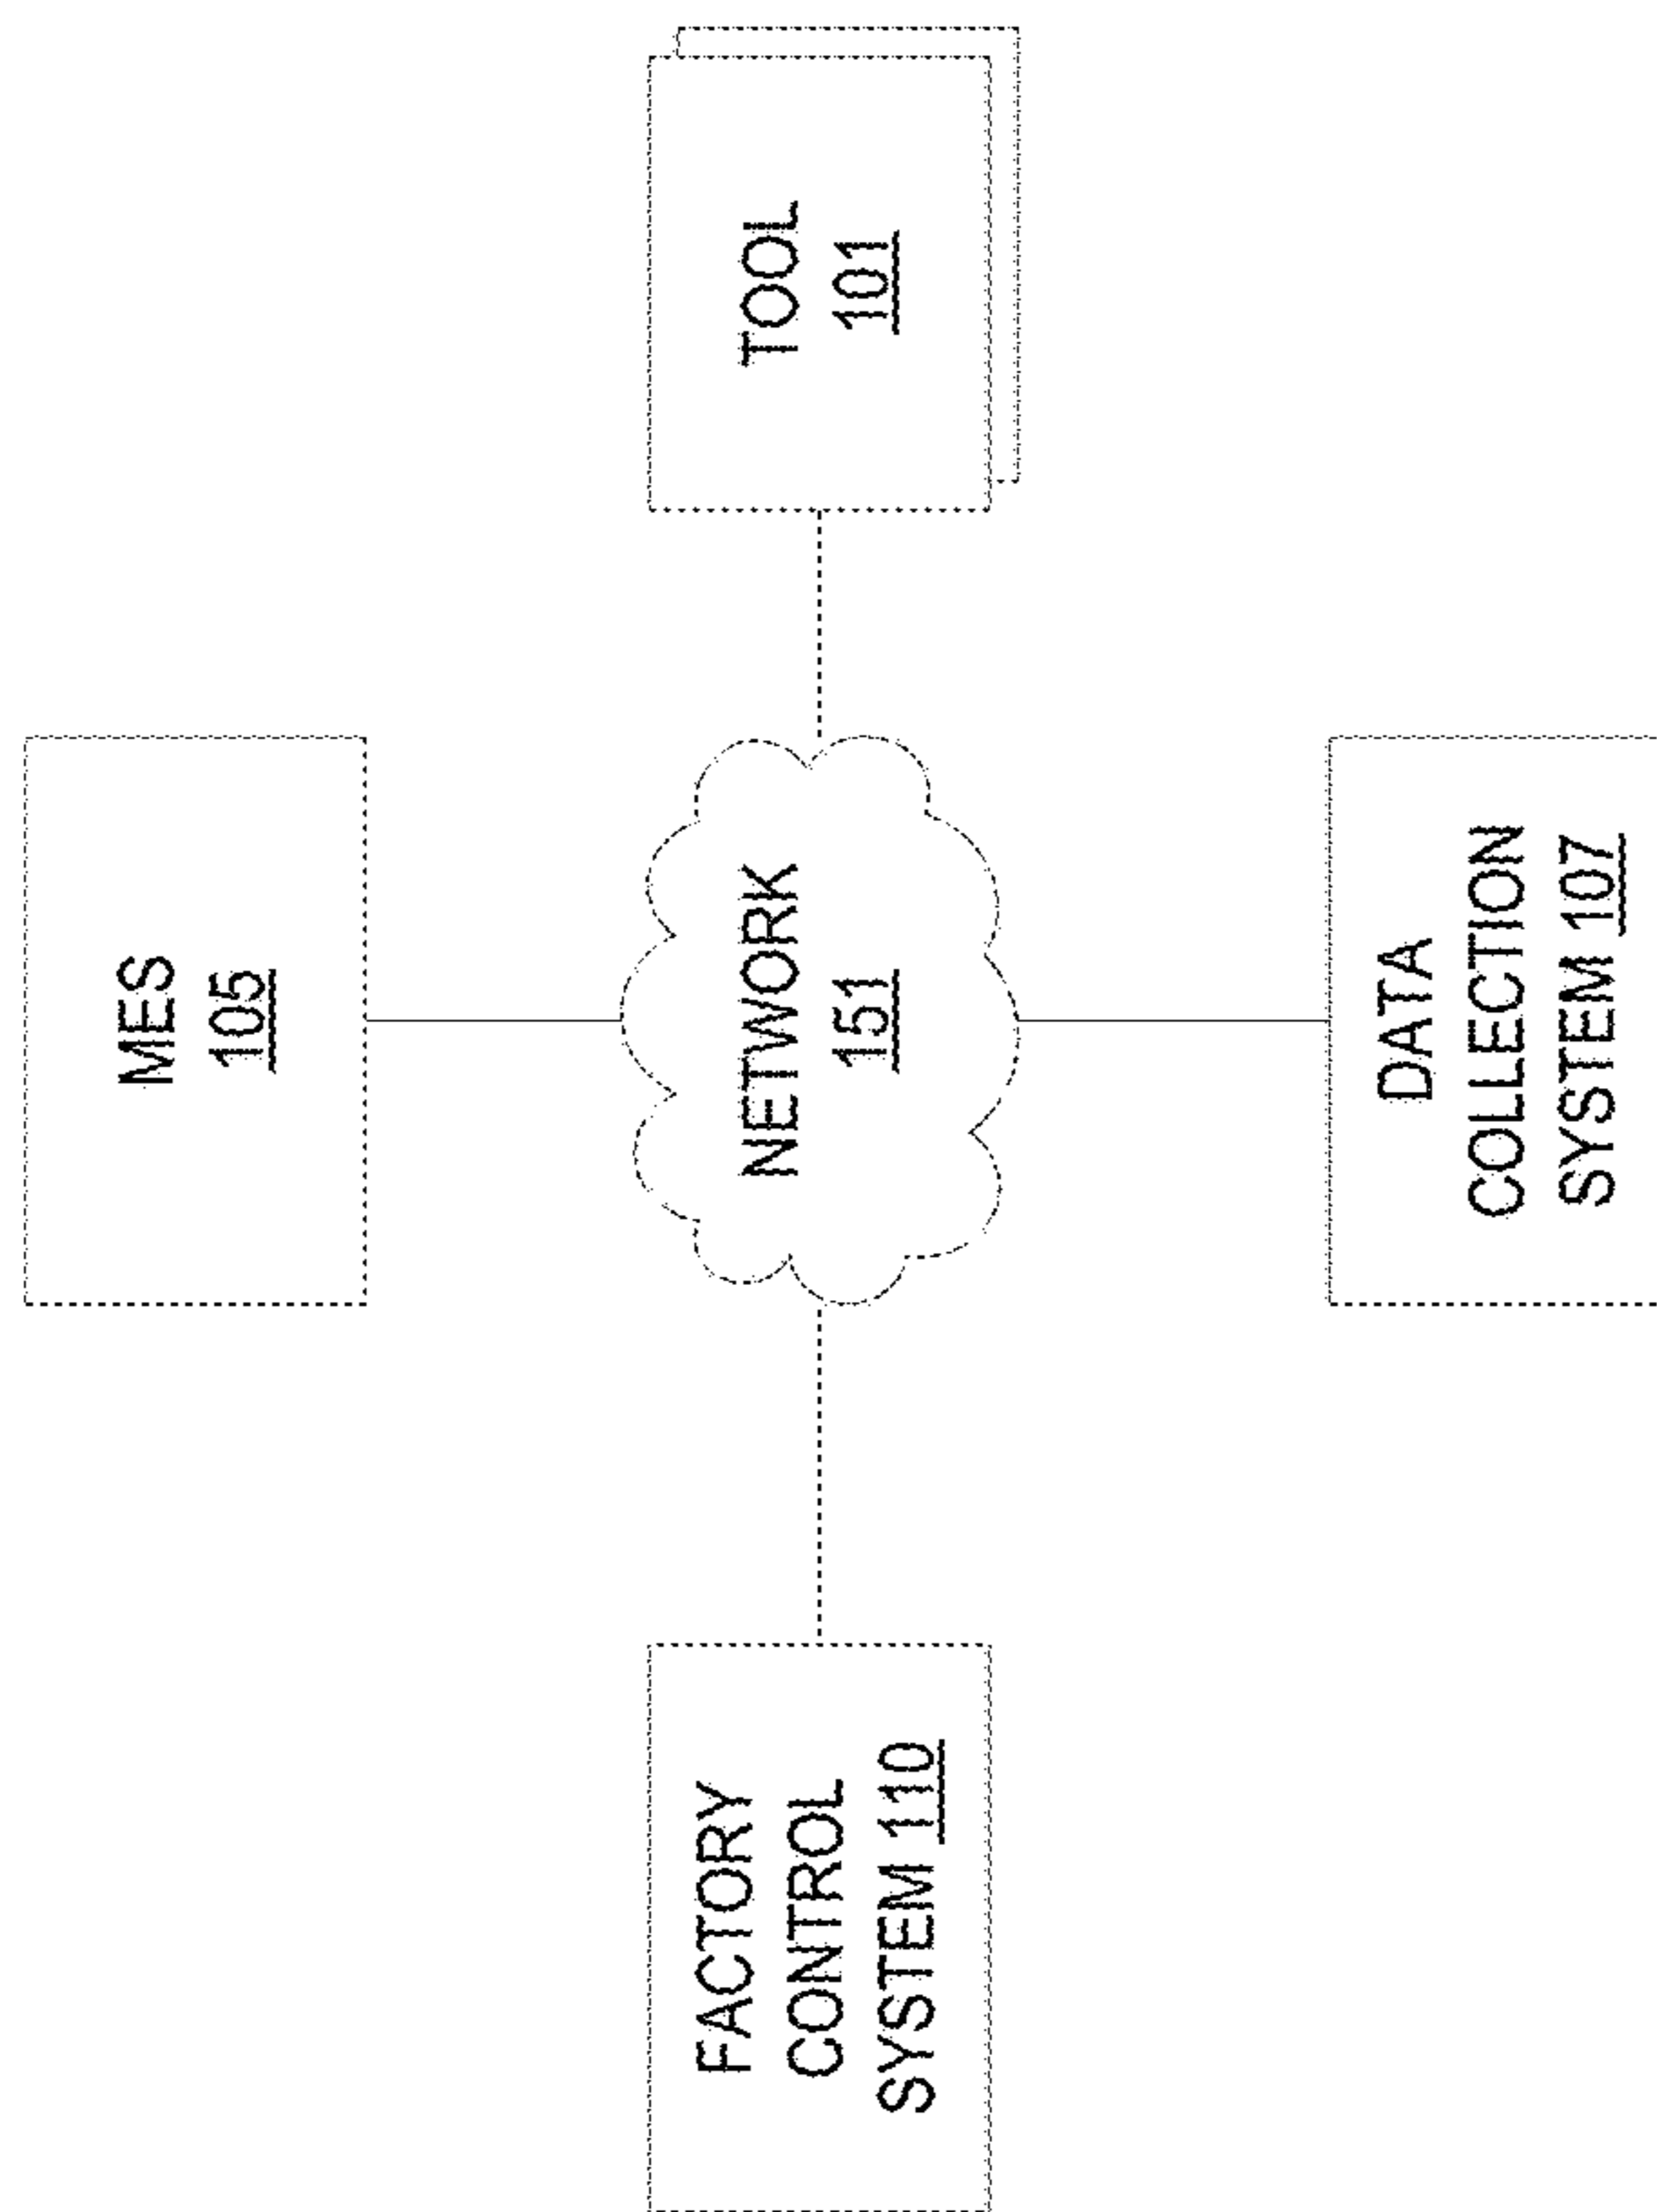 MES
105
FACTORY
CONTROL
SYSTEM 110
NETWORK
151
TOOL
101
DATA
COLLECTION
SYSTEM 107